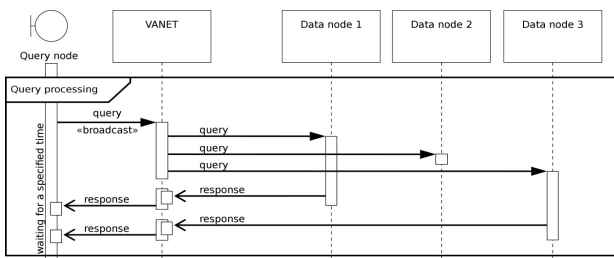 Query node
VANET
Data node 1
Data node 2
Data node 3
Query processing
waiting for a specified time
query
«broadcast»
query
query
query
response
response
response
response